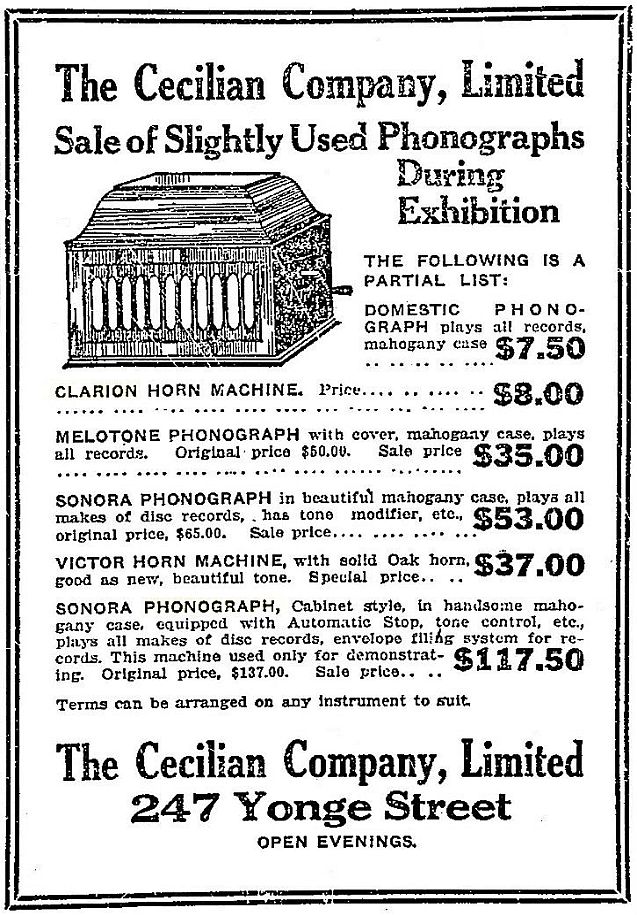 The Cecilian Company, Limited
Sale of Slightly Used Phonographs
During
Exhibition
THE FOLLOWING IS A
PARTIAL LIST:
DOMESTIC PHONO-
GRAPH plays all records,
mahogany case $7.50
CLARION HORN MACHINE. Price.... .. .... .. $8.00
MELOTONE PHONOGRAPH with cover, mahogany case, plays
all records. Original price $50.00. Sale price $35.00
SONORA PHONOGRAPH in beautiful mahogany case, plays all
makes of disc records, has tone modifier, etc.,
original price, $65.00. Sale price.... .... .... ... $53.00
VICTOR HORN MACHINE, with solid Oak horn,
good as new, beautiful tone. Special price.. .. $37.00
SONORA PHONOGRAPH, Cabinet style, in handsome maho-
gany case, equipped with Automatic Stop, tone control, etc.,
plays all makes of disc records, envelope filing system for re-
cords. This machine used only for demonstrat-
ing. Original price, $137.00. Sale price.. .. $117.50
Terms can be arranged on any instrument to suit.
The Cecilian Company, Limited
247 Yonge Street
OPEN EVENINGS.